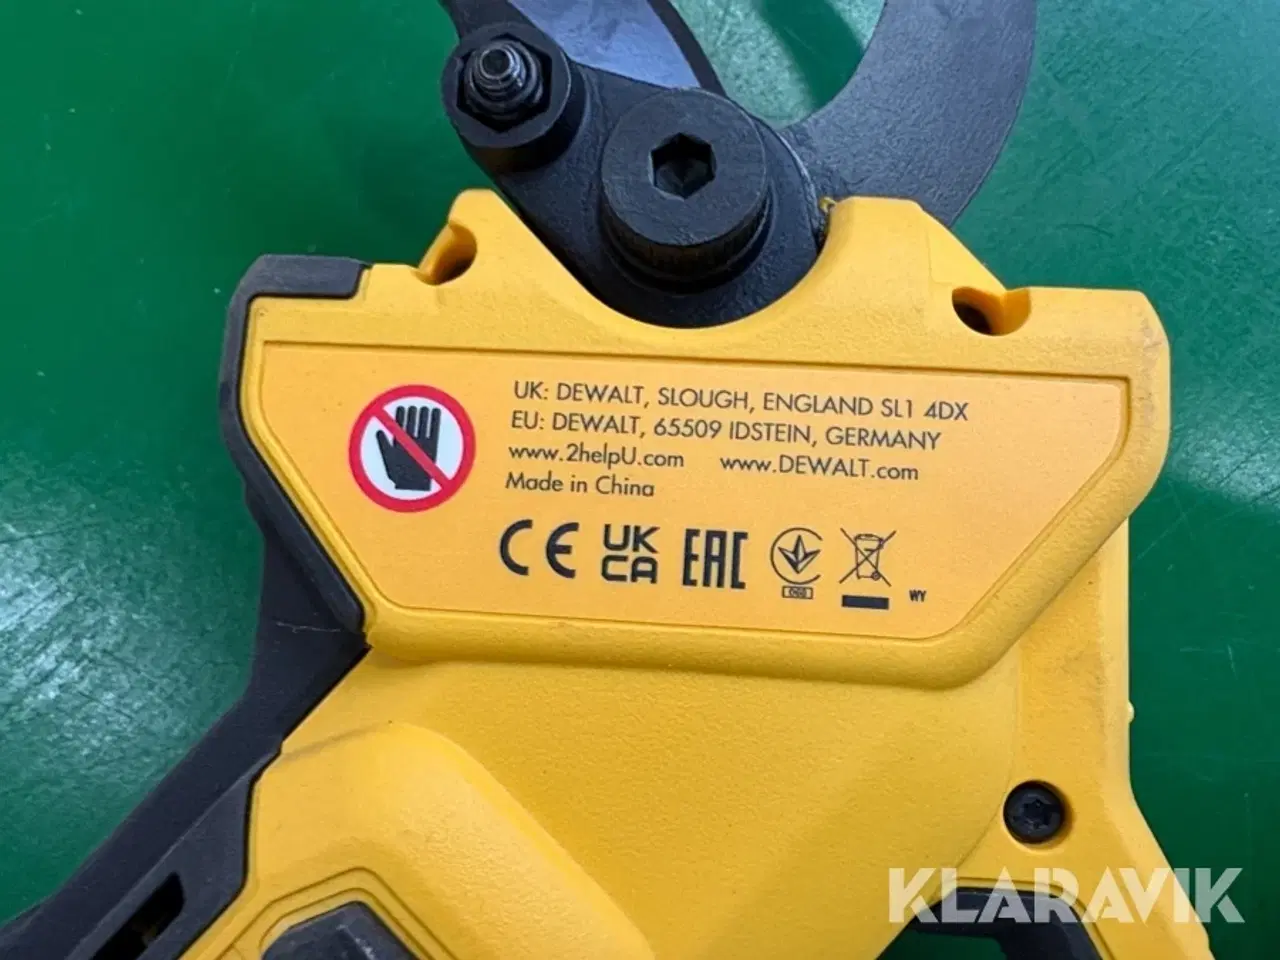 UK: DEWALT, SLOUGH, ENGLAND SL1 4DX
EU: DEWALT, 65509 IDSTEIN, GERMANY
www.2helpU.com www.DEWALT.com
Made in China
CE UK CA EAC
WY
KLARAVIK